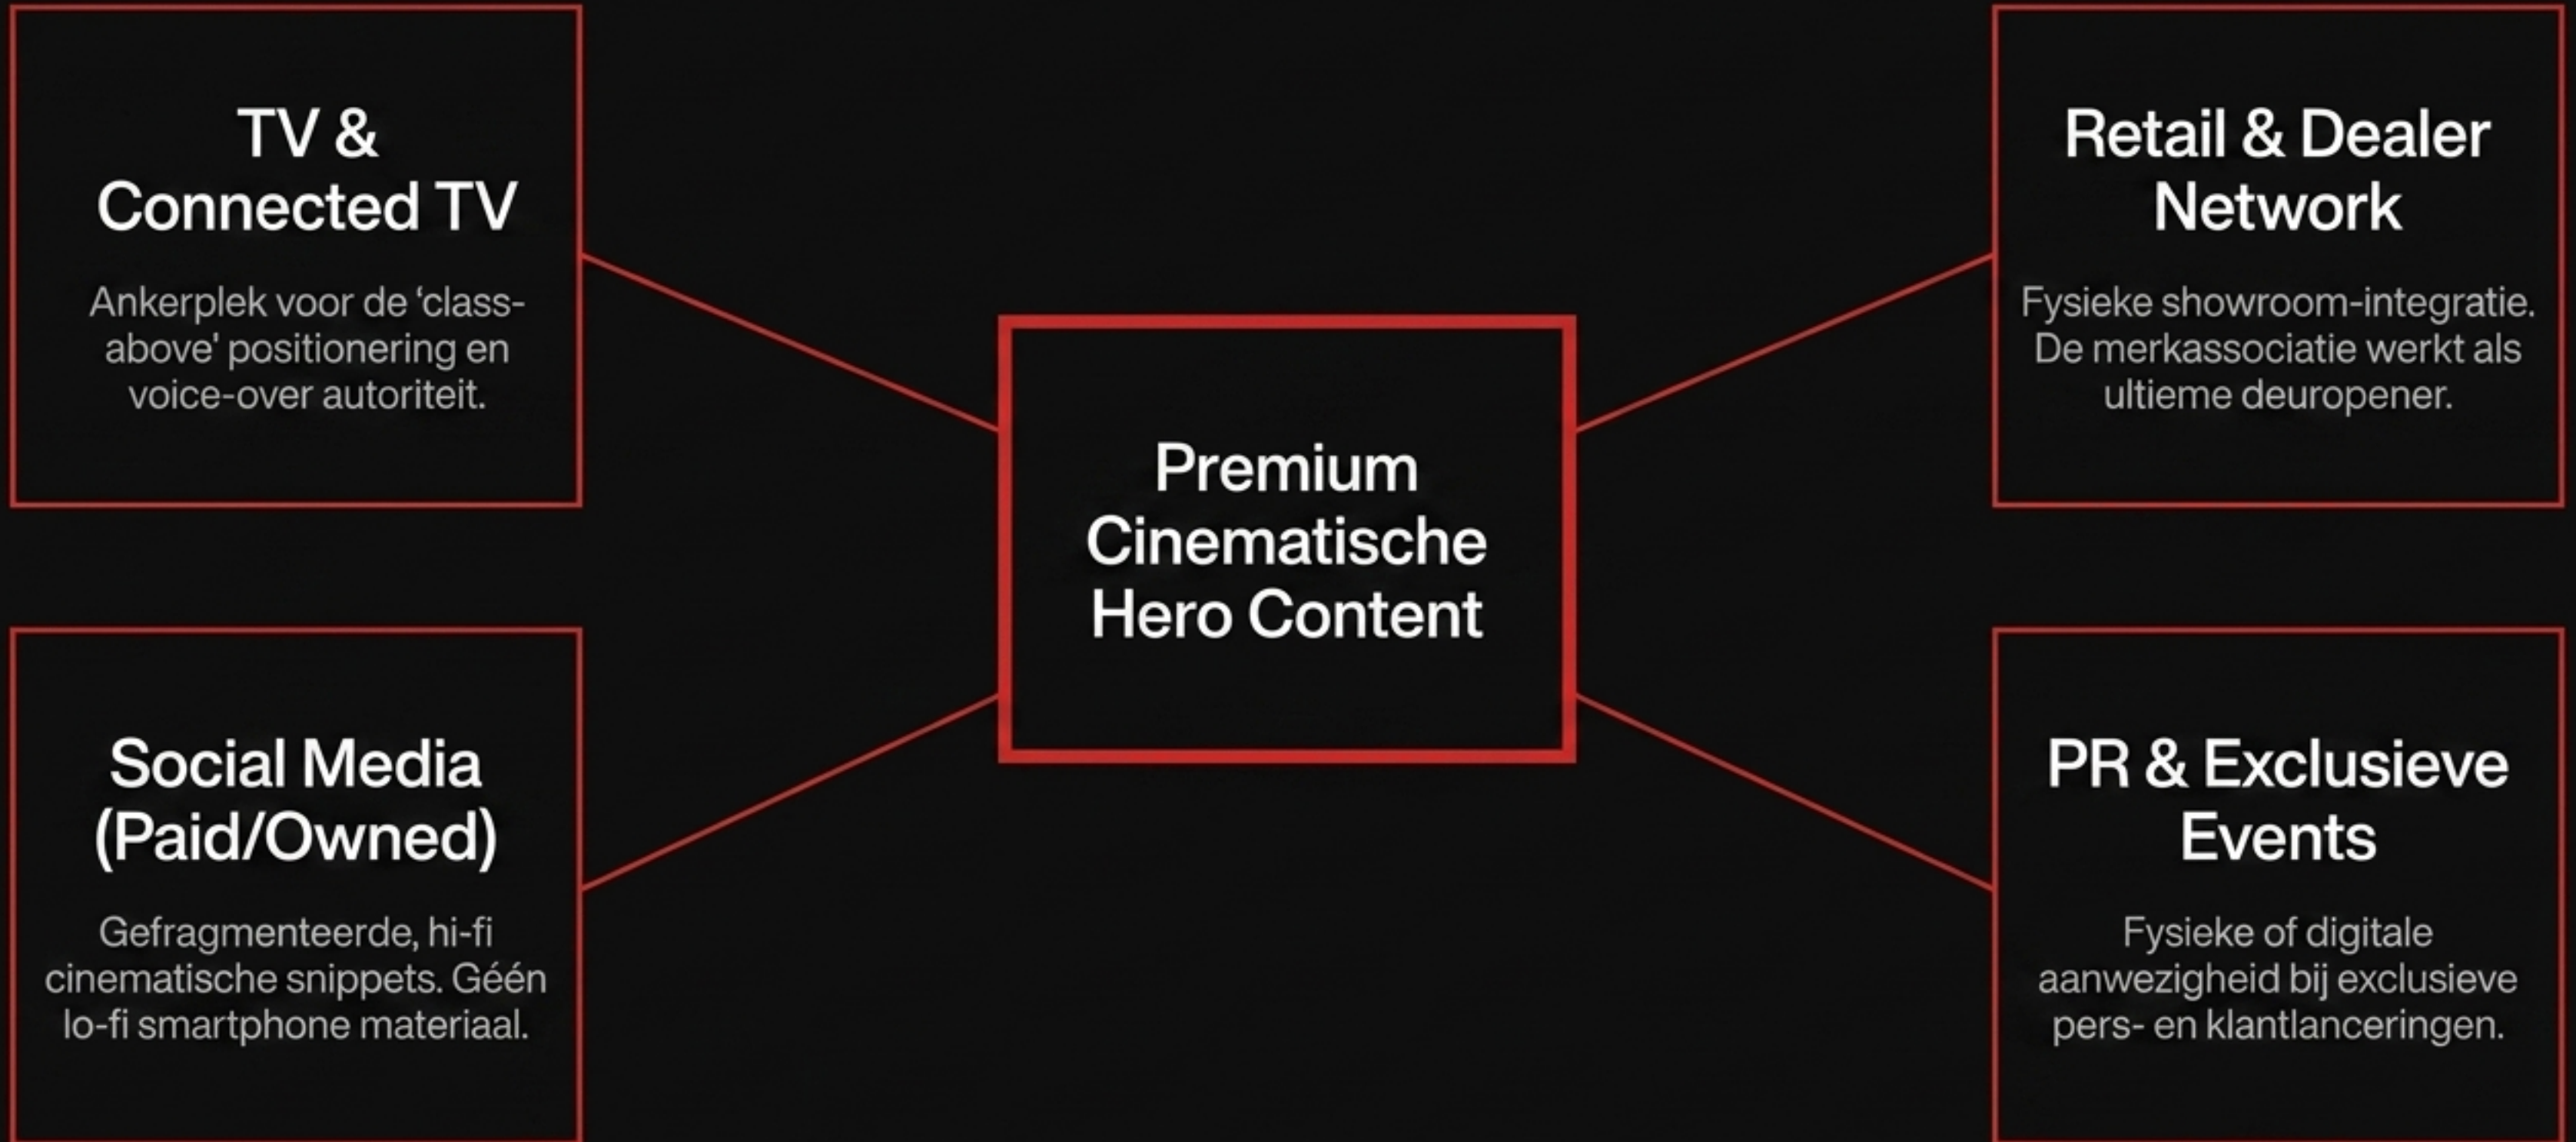 TV &
Connected TV
Ankerplek voor de ‘class-
above' positionering en
voice-over autoriteit.
Retail & Dealer
Network
Fysieke showroom-integratie.
De merkassociatie werkt als
ultieme deuropener.
Premium
Cinematische
Hero Content
Social Media
(Paid/Owned)
Gefragmenteerde, hi-fi
cinematische snippets. Géén
lo-fi smartphone materiaal.
PR & Exclusieve
Events
Fysieke of digitale
aanwezigheid bij exclusieve
pers- en klantlanceringen.